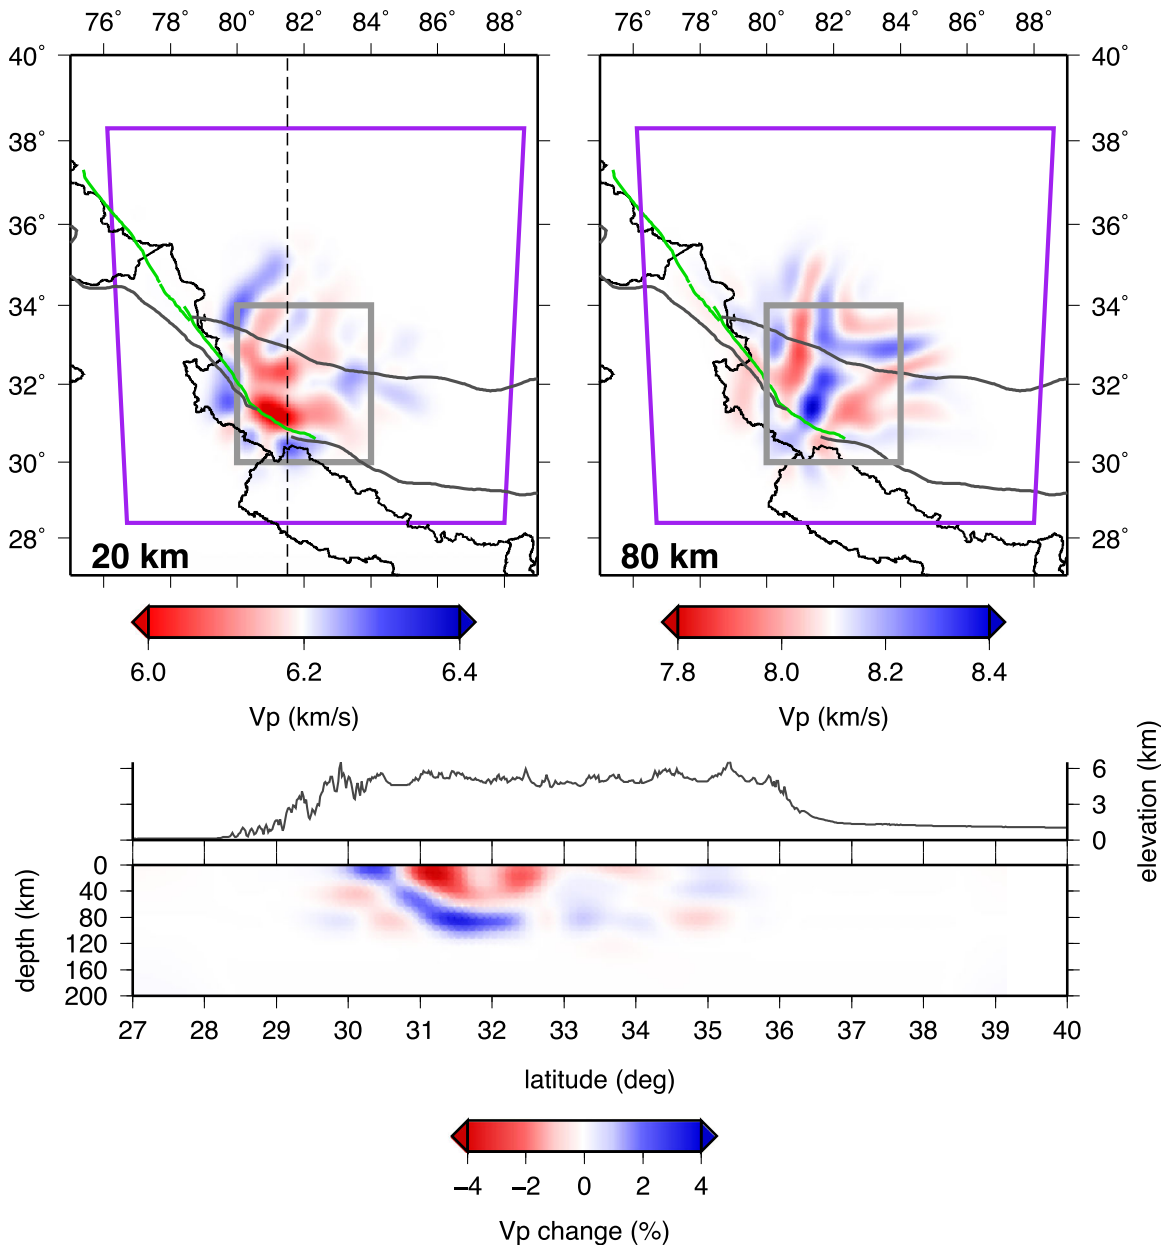 76° 78° 80° 82° 84° 86° 88° 76° 78° 80° 82° 84° 86° 88°
40° 40°
38° 38°
36° 36°
34° 34°
32° 32°
30° 30°
28° 28°
20 km 80 km
6.0 6.2 6.4 7.8 8.0 8.2 8.4
Vp (km/s) Vp (km/s)
6
3
0
elevation (km)
0
40
80
120
160
200
depth (km)
27 28 29 30 31 32 33 34 35 36 37 38 39 40
latitude (deg)
−4 −2 0 2 4
Vp change (%)